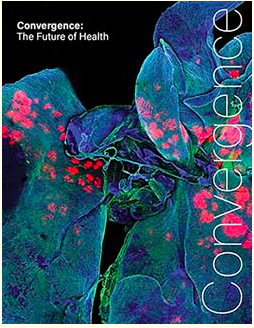 Convergence:
The Future of Health
Convergence